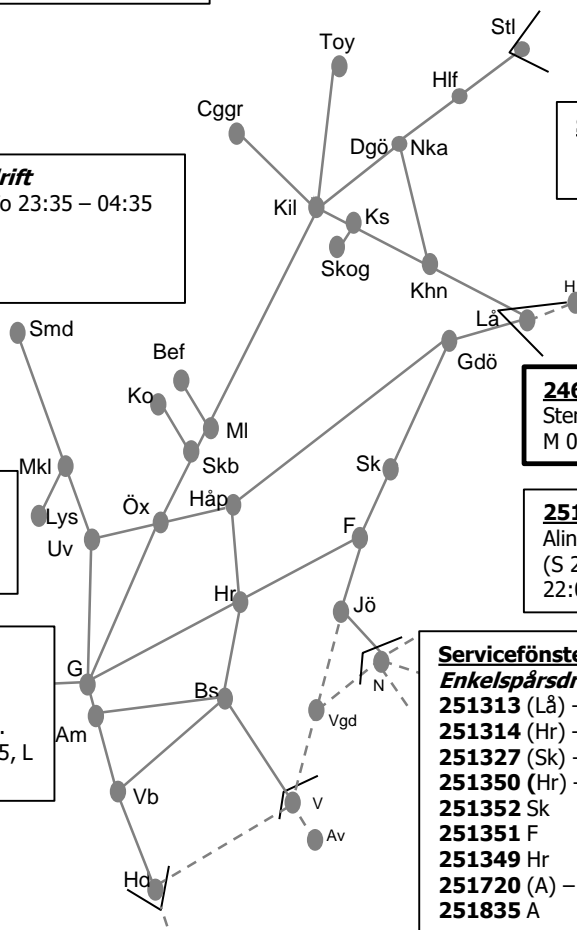 Stl
Toy
Hlf
Cggr
Dgö Nka
rift
o 23:35 – 04:35
Kil
Ks
Skog
Khn
H
Lå
Smd
Gdö
Bef
Ko
Ml
246
Sten
M 0
Skb
Mkl
Sk
Öx
Håp
251
Alin
(S 2
22:0
Lys
Uv
F
Hr
Jö
G
N
Servicefönste
Enkelspårsdr
251313 (Lå) –
251314 (Hr) –
251327 (Sk) –
251350 (Hr) –
251352 Sk
251351 F
251349 Hr
251720 (A) –
251835 A
Bs
Vgd
.
5, L
Am
Vb
V
Av
Hd